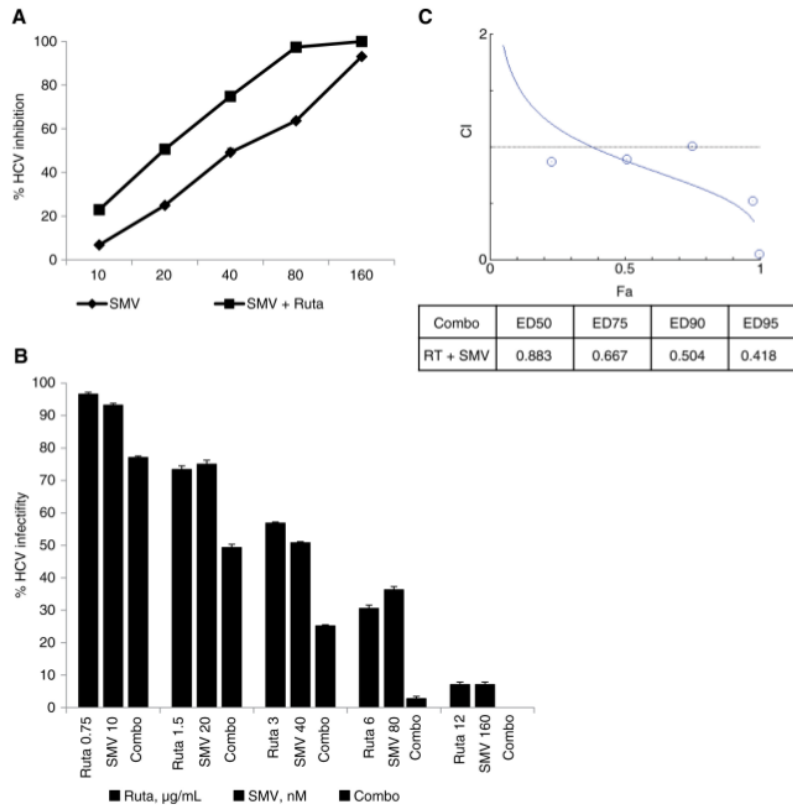 A
% HCV inhibition
100
80
60
40
20
0
10 20 40 80 160
SMV SMV + Ruta
C
CI
2
1
0
0 0.5 1
Fa
Combo ED50 ED75 ED90 ED95
RT + SMV 0.883 0.667 0.504 0.418
B
% HCV infectifity
100
90
80
70
60
50
40
30
20
10
0
Ruta 0.75
SMV 10
Combo
Ruta 1.5
SMV 20
Combo
Ruta 3
SMV 40
Combo
Ruta 6
SMV 80
Combo
Ruta 12
SMV 160
Combo
Ruta, µg/mL SMV, nM Combo